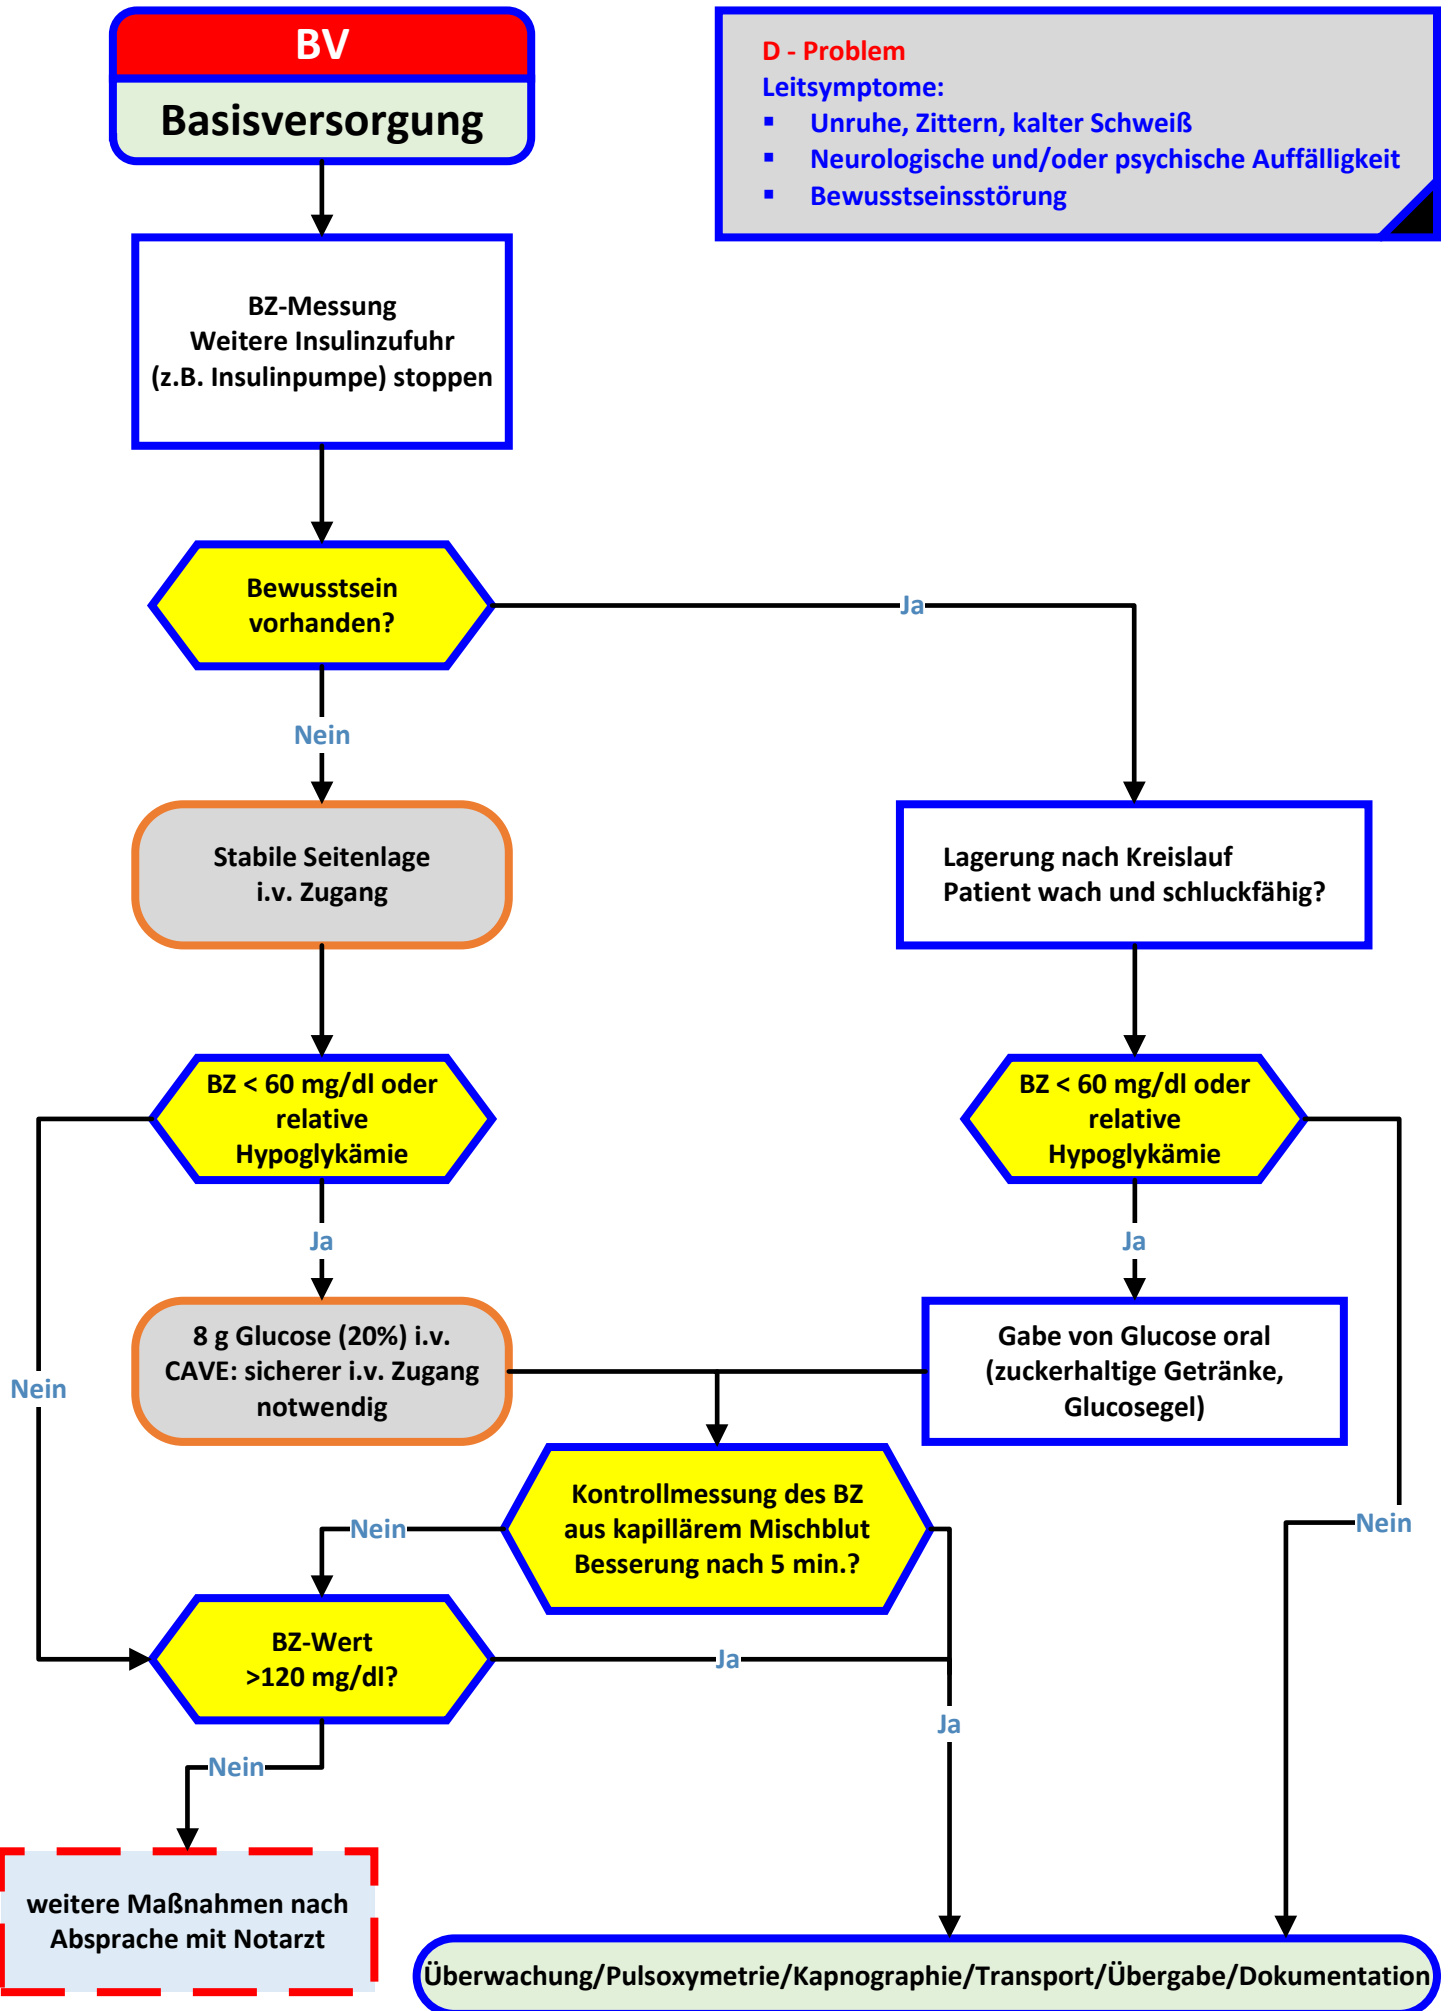 BV
Basisversorgung
D - Problem
Leitsymptome:
▪ Unruhe, Zittern, kalter Schweiß
▪ Neurologische und/oder psychische Auffälligkeit
▪ Bewusstseinsstörung
BZ-Messung
Weitere Insulinzufuhr
(z.B. Insulinpumpe) stoppen
Bewusstsein
vorhanden?
Ja
Nein
Stabile Seitenlage
i.v. Zugang
Lagerung nach Kreislauf
Patient wach und schluckfähig?
BZ < 60 mg/dl oder
relative
Hypoglykämie
BZ < 60 mg/dl oder
relative
Hypoglykämie
Ja
Ja
8 g Glucose (20%) i.v.
CAVE: sicherer i.v. Zugang
notwendig
Gabe von Glucose oral
(zuckerhaltige Getränke,
Glucosegel)
Nein
Kontrollmessung des BZ
aus kapillärem Mischblut
Besserung nach 5 min.?
Nein
Nein
BZ-Wert
>120 mg/dl?
Ja
Ja
Nein
weitere Maßnahmen nach
Absprache mit Notarzt
Überwachung/Pulsoxymetrie/Kapnographie/Transport/Übergabe/Dokumentation